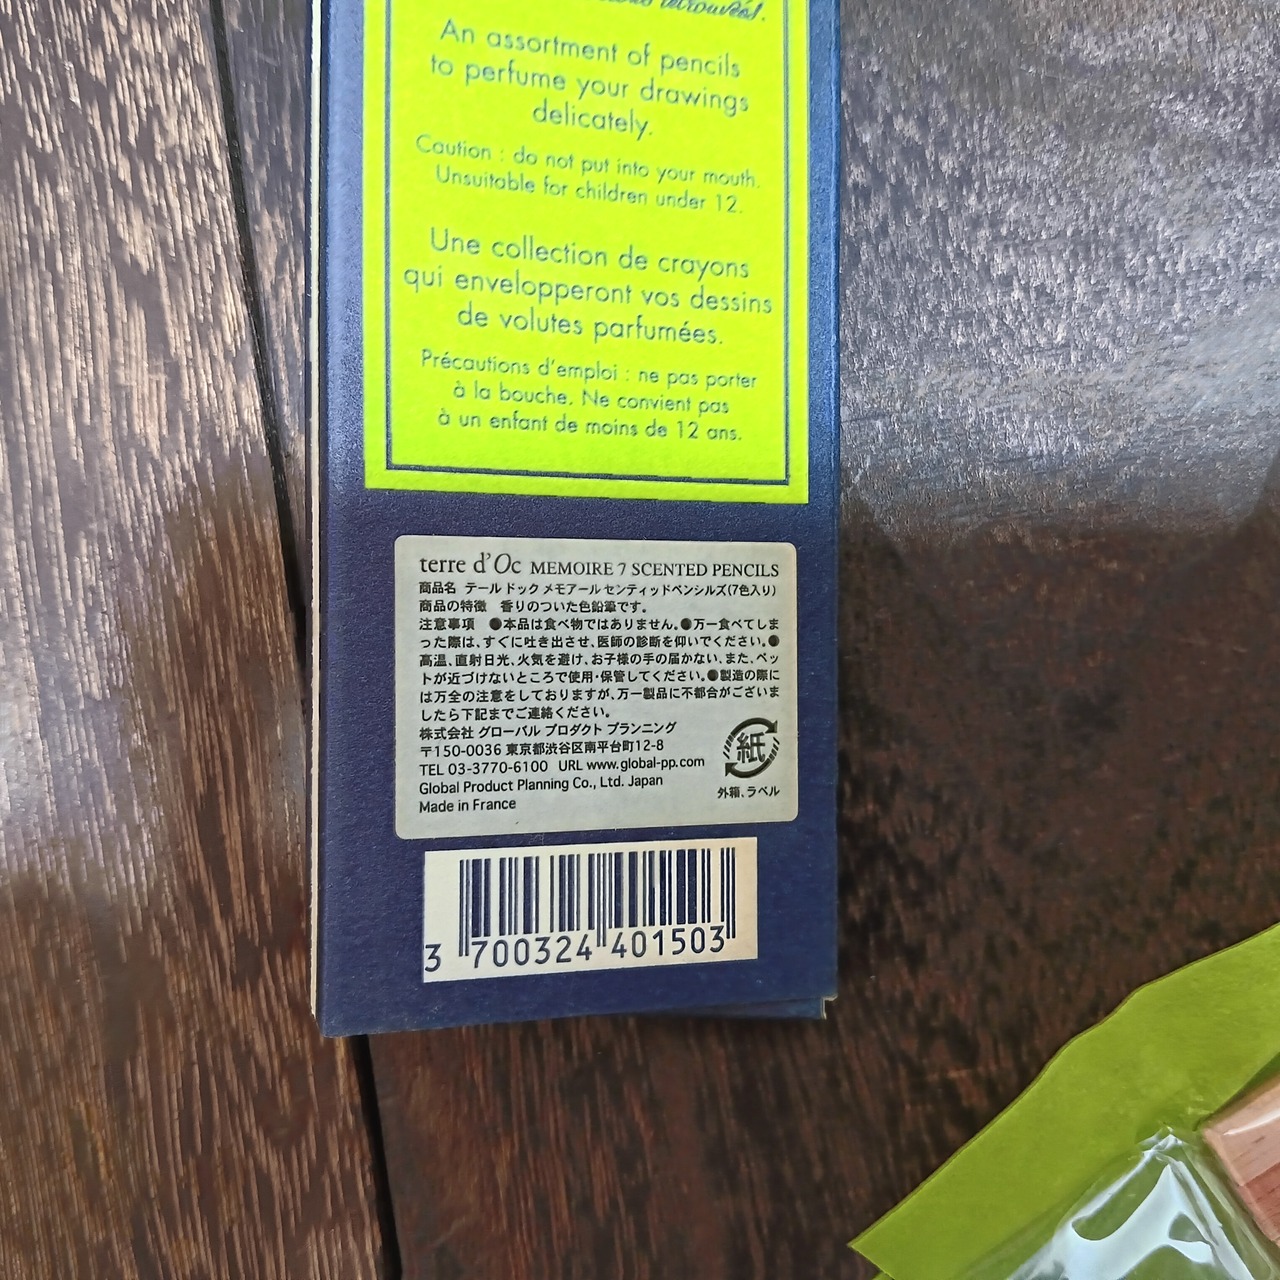 retrouvées.
An assortment of pencils
to perfume your drawings
delicately.
Caution : do not put into your mouth.
Unsuitable for children under 12.
Une collection de crayons
qui envelopperont vos dessins
de volutes parfumées.
Précautions d'emploi : ne pas porter
à la bouche. Ne convient pas
à un enfant de moins de 12 ans.
terre d'Oc MEMOIRE 7 SCENTED PENCILS
商品名 テールドック メモアールセンティッドペンシルズ(7色入り)
商品の特徴 香りのついた色鉛筆です。
注意事項 ●本品は食べ物ではありません。●万一食べてしま
った際は、すぐに吐き出させ、医師の診断を仰いでください。●
高温、直射日光、火気を避け、お子様の手の届かない、また、ペッ
トが近づけないところで使用・保管してください。●製造の際に
は万全の注意をしておりますが、万一製品に不都合がございま
したら下記までご連絡ください。
株式会社 グローバル プロダクト プランニング
〒150-0036 東京都渋谷区南平台町12-8
TEL 03-3770-6100 URL www.global-pp.com
Global Product Planning Co., Ltd. Japan
Made in France
紙
外箱、ラベル
3 700324 401503